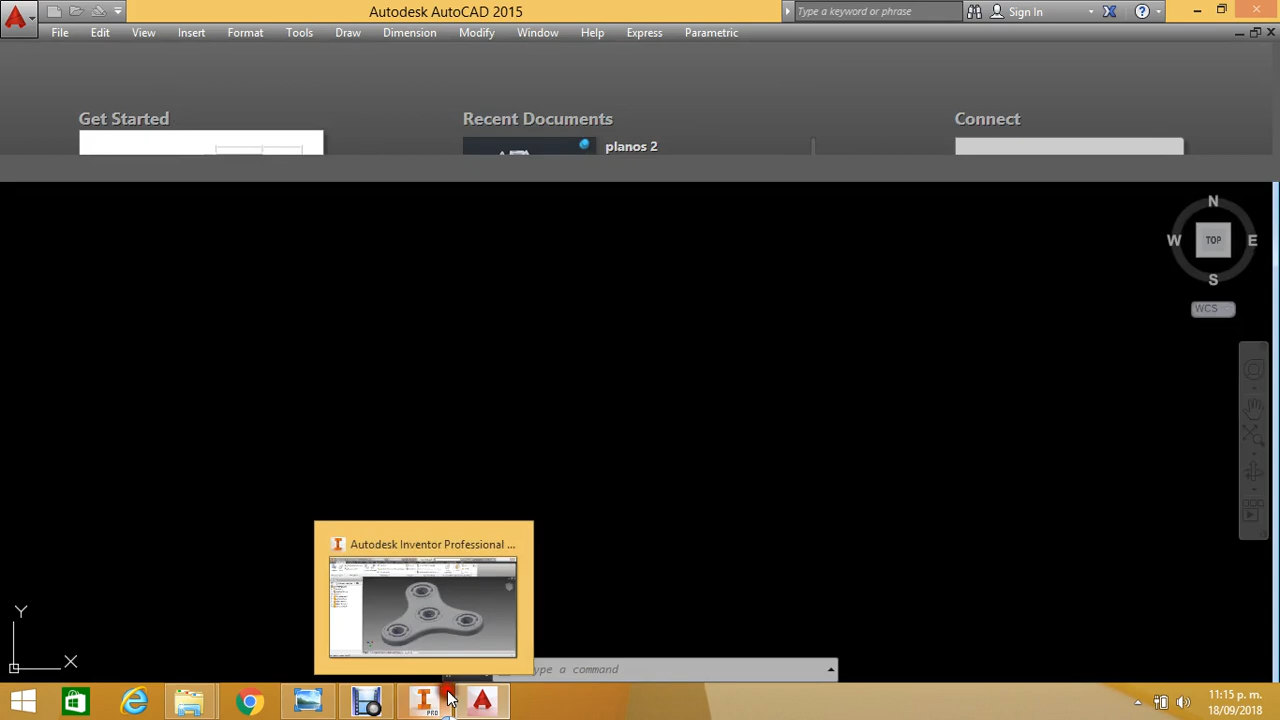 Autodesk AutoCAD 2015
Type a keyword or phrase
Sign In
File Edit View Insert Format Tools Draw Dimension Modify Window Help Express Parametric
Get Started
Recent Documents
Connect
planos 2
N
W TOP E
S
WCS
Autodesk Inventor Professional ...
Y
X
Type a command
PRO
11:15 p. m.
18/09/2018